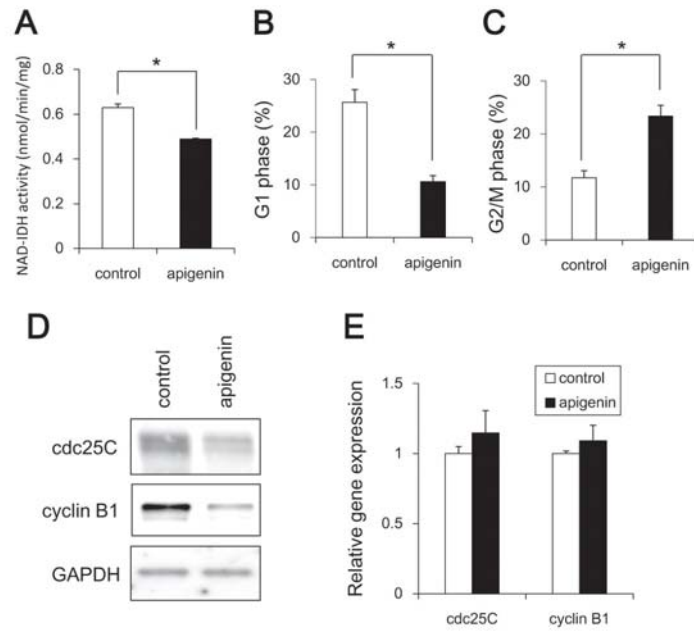 A
NAD-IDH activity (nmol/min/mg)
0.8
0.6
0.4
0.2
0
*
control
apigenin
B
G1 phase (%)
30
20
10
0
*
control
apigenin
C
G2/M phase (%)
30
20
10
0
*
control
apigenin
D
control
apigenin
cdc25C
cyclin B1
GAPDH
E
Relative gene expression
control
apigenin
1.5
1
0.5
0
cdc25C
cyclin B1